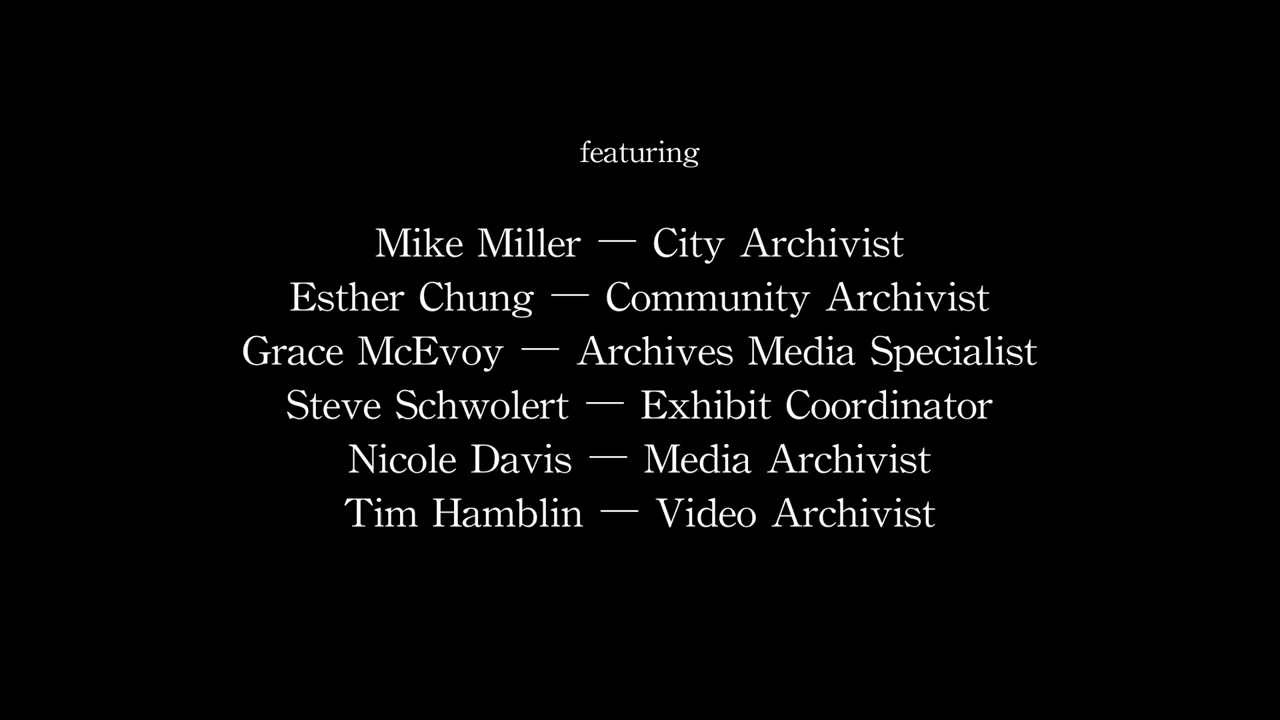 featuring
Mike Miller — City Archivist
Esther Chung — Community Archivist
Grace McEvoy — Archives Media Specialist
Steve Schwolert — Exhibit Coordinator
Nicole Davis — Media Archivist
Tim Hamblin — Video Archivist